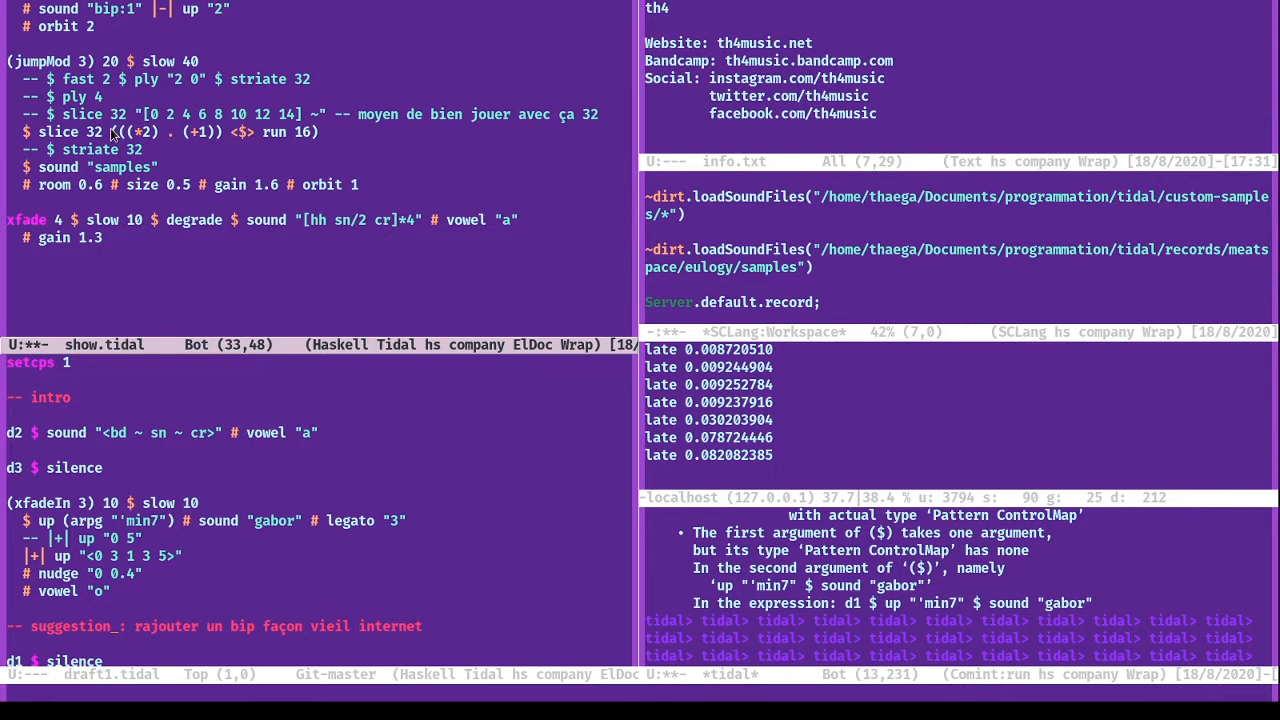 # sound "bip:1" |-| up "2"
# orbit 2
(jumpMod 3) 20 $ slow 40
-- $ fast 2 $ ply "2 0" $ striate 32
-- $ ply 4
-- $ slice 32 "[0 2 4 6 8 10 12 14] ~" -- moyen de bien jouer avec ça 32
$ slice 32 (((*2) . (+1)) <$> run 16)
-- $ striate 32
$ sound "samples"
# room 0.6 # size 0.5 # gain 1.6 # orbit 1
xfade 4 $ slow 10 $ degrade $ sound "[hh sn/2 cr]*4" # vowel "a"
# gain 1.3
U:**-  show.tidal     Bot (33,48)    (Haskell Tidal hs company ElDoc Wrap) [18/
setcps 1
-- intro
d2 $ sound "<bd ~ sn ~ cr>" # vowel "a"
d3 $ silence
(xfadeIn 3) 10 $ slow 10
$ up (arpg "'min7") # sound "gabor" # legato "3"
-- |+| up "0 5"
|+| up "<0 3 1 3 5>"
# nudge "0 0.4"
# vowel "o"
-- suggestion_: rajouter un bip façon vieil internet
d1 $ silence
U:---  draft1.tidal   Top (1,0)     Git-master  (Haskell Tidal hs company ElDo
th4
Website: th4music.net
Bandcamp: th4music.bandcamp.com
Social: instagram.com/th4music
twitter.com/th4music
facebook.com/th4music
U:---  info.txt       All (7,29)     (Text hs company Wrap) [18/8/2020]-[17:31]
~dirt.loadSoundFiles("/home/thaega/Documents/programmation/tidal/custom-sample
s/*")
~dirt.loadSoundFiles("/home/thaega/Documents/programmation/tidal/records/meats
pace/eulogy/samples")
Server.default.record;
-:**-  *SCLang:Workspace*   42% (7,0)      (SCLang hs company Wrap) [18/8/2020]
late 0.008720510
late 0.009244904
late 0.009252784
late 0.009237916
late 0.030203904
late 0.078724446
late 0.082082385
-localhost (127.0.0.1) 37.7|38.4 % u: 3794 s:   90 g:   25 d:  212
with actual type ‘Pattern ControlMap’
• The first argument of ($) takes one argument,
but its type ‘Pattern ControlMap’ has none
In the second argument of ‘($)’, namely
‘up "'min7" $ sound "gabor"’
In the expression: d1 $ up "'min7" $ sound "gabor"
tidal> tidal> tidal> tidal> tidal> tidal> tidal> tidal> tidal> tidal> tidal>
tidal> tidal> tidal> tidal> tidal> tidal> tidal> tidal> tidal> tidal> tidal>
tidal> tidal> tidal> tidal> tidal> tidal> tidal> tidal> tidal> tidal> tidal>
U:**-  *tidal*        Bot (13,231)    (Comint:run hs company Wrap) [18/8/2020]-[